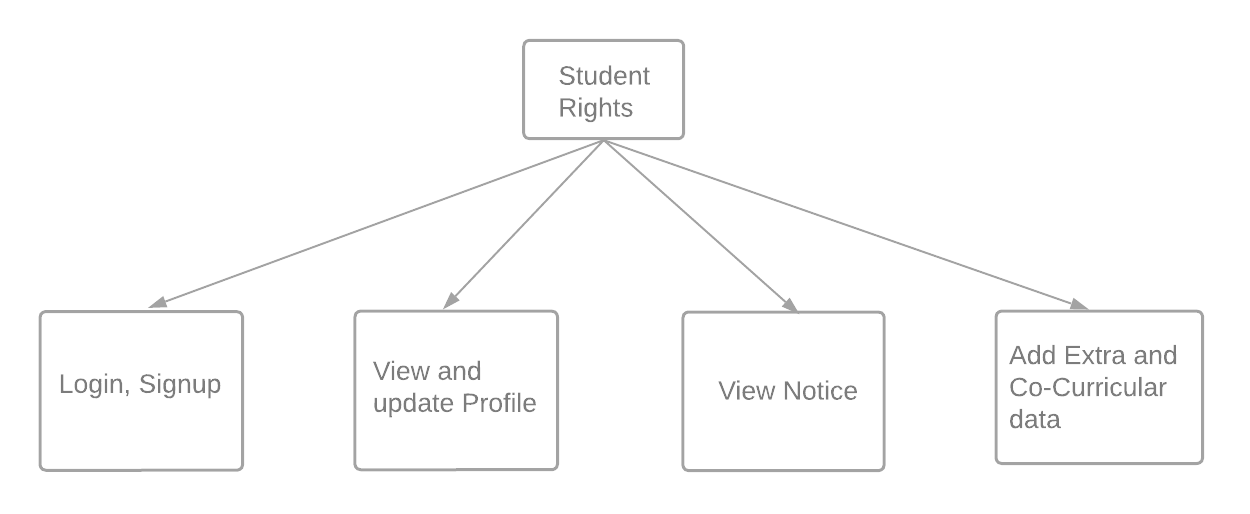 Student
Rights
Login, Signup
View and
update Profile
View Notice
Add Extra and
Co-Curricular
data